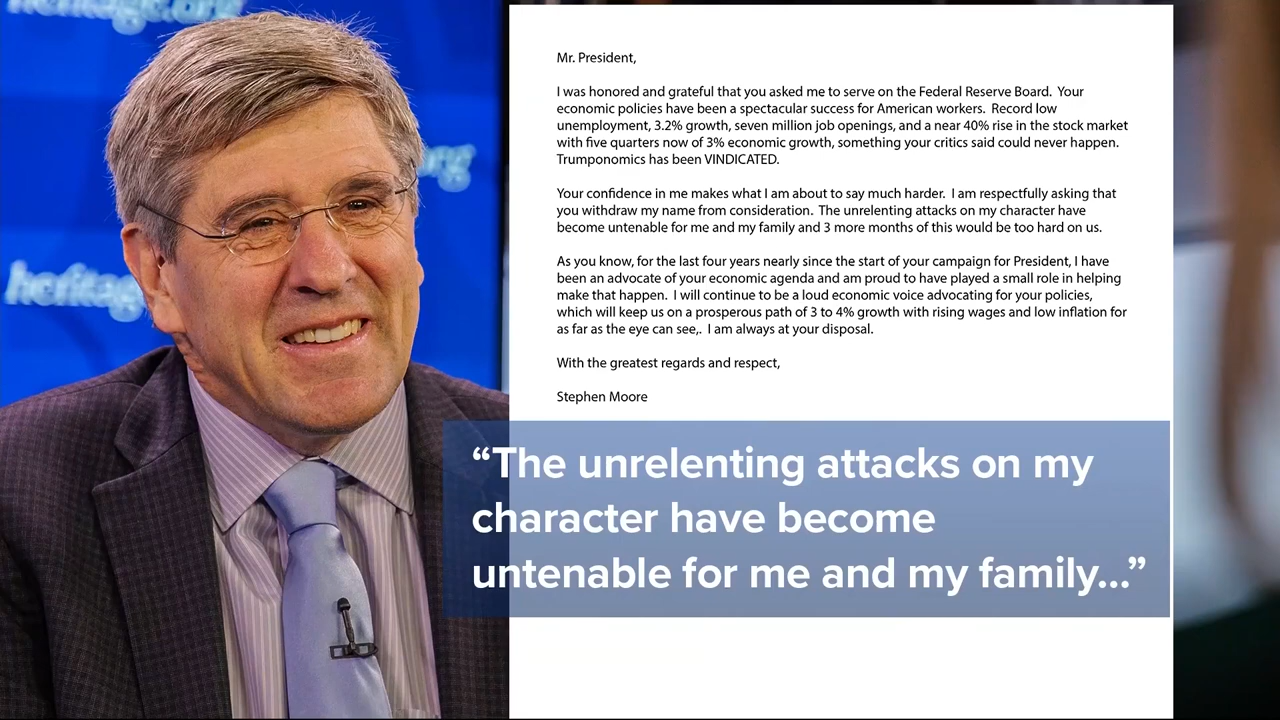 heritage.org
.org
heritag
Mr. President,
I was honored and grateful that you asked me to serve on the Federal Reserve Board. Your
economic policies have been a spectacular success for American workers. Record low
unemployment, 3.2% growth, seven million job openings, and a near 40% rise in the stock market
with five quarters now of 3% economic growth, something your critics said could never happen.
Trumponomics has been VINDICATED.
Your confidence in me makes what I am about to say much harder. I am respectfully asking that
you withdraw my name from consideration. The unrelenting attacks on my character have
become untenable for me and my family and 3 more months of this would be too hard on us.
As you know, for the last four years nearly since the start of your campaign for President, I have
been an advocate of your economic agenda and am proud to have played a small role in helping
make that happen. I will continue to be a loud economic voice advocating for your policies,
which will keep us on a prosperous path of 3 to 4% growth with rising wages and low inflation for
as far as the eye can see,. I am always at your disposal.
With the greatest regards and respect,
Stephen Moore
“The unrelenting attacks on my
character have become
untenable for me and my family...”